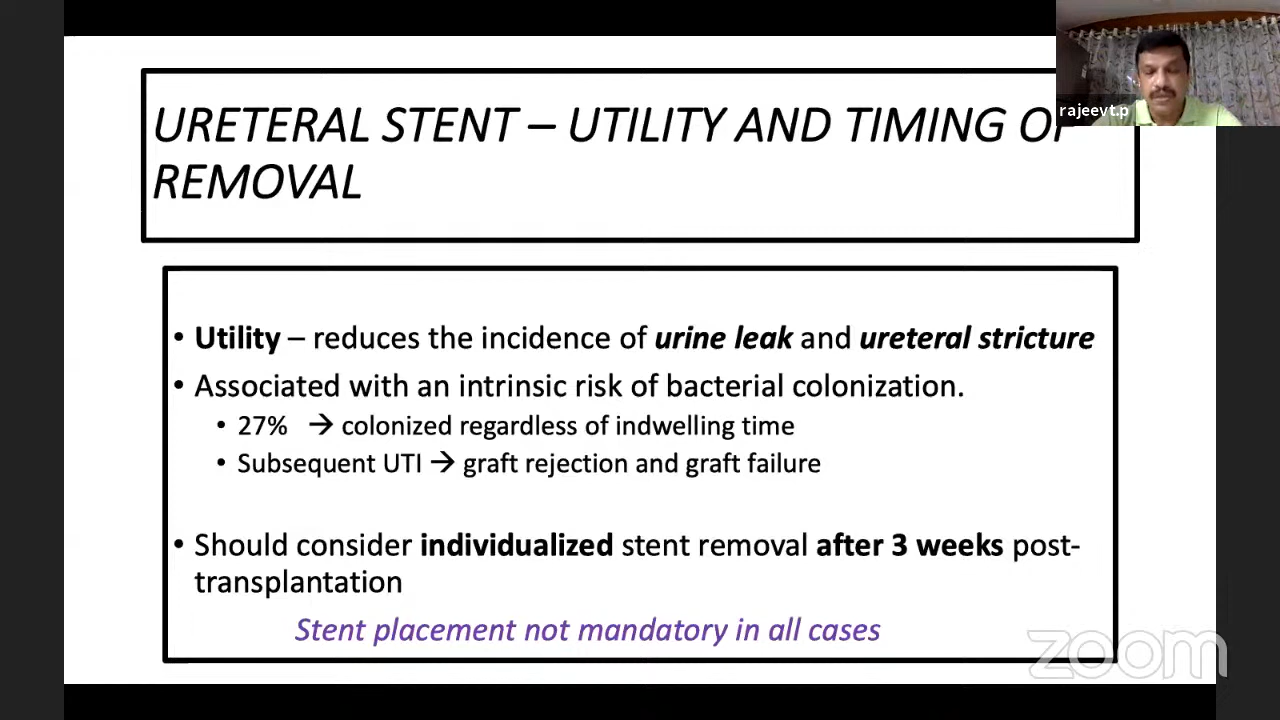 URETERAL STENT – UTILITY AND TIMING OF
REMOVAL
rajeevt.p
• Utility – reduces the incidence of urine leak and ureteral stricture
• Associated with an intrinsic risk of bacterial colonization.
• 27% → colonized regardless of indwelling time
• Subsequent UTI → graft rejection and graft failure
• Should consider individualized stent removal after 3 weeks post-
transplantation
Stent placement not mandatory in all cases
zoom